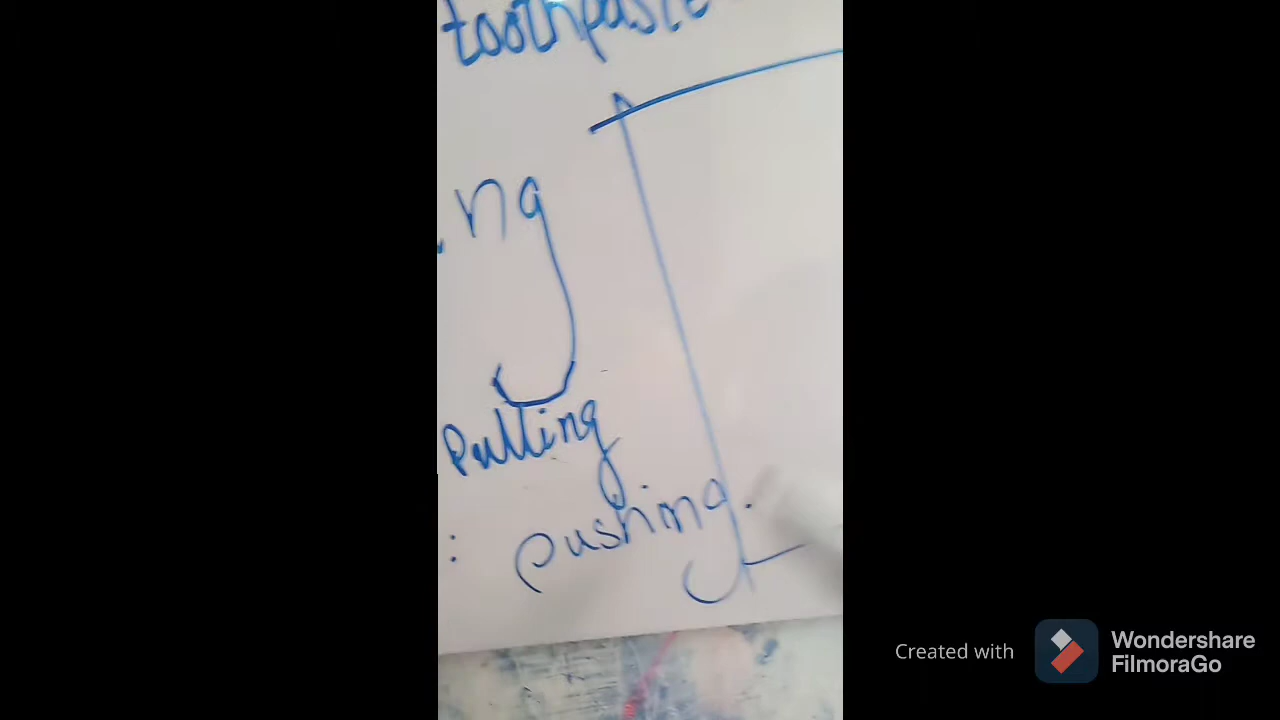 toothpaste
ng
Pulling
: pushing.
Created with
Wondershare
FilmoraGo